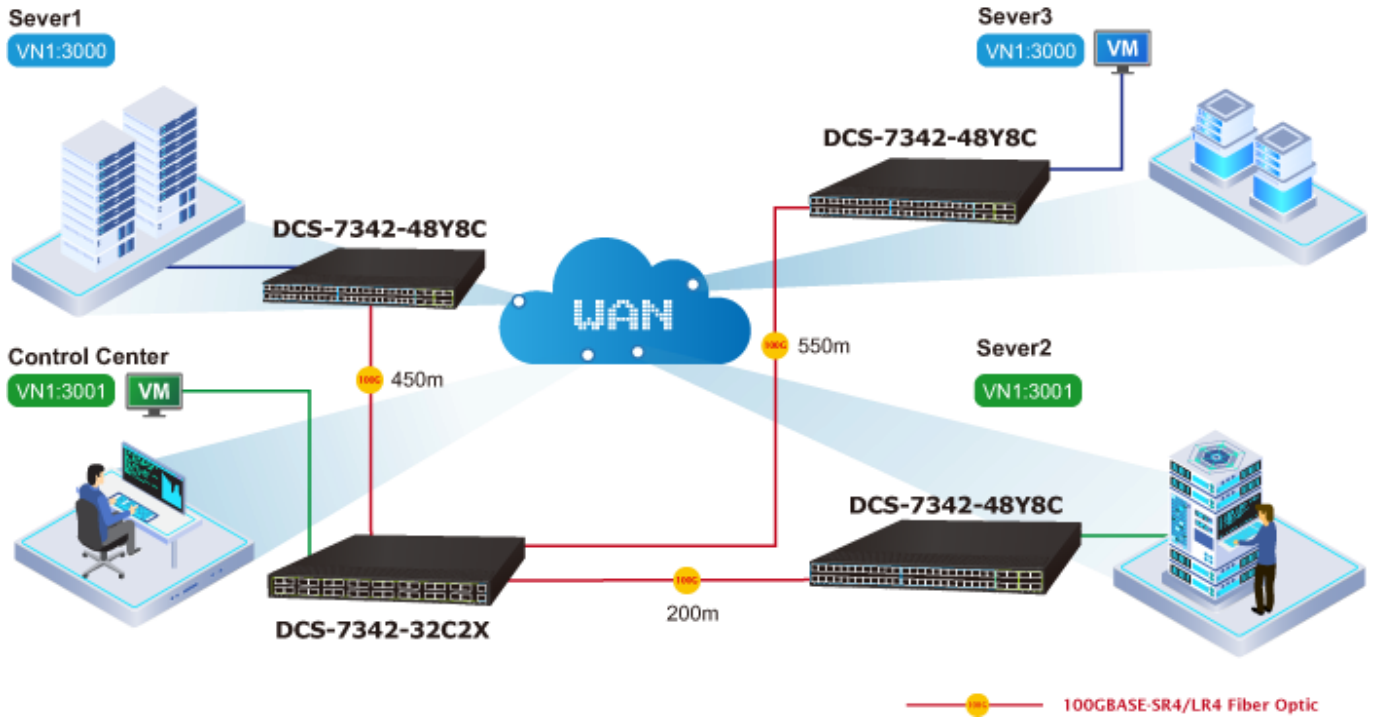 Sever1
VN1:3000
Sever3
VN1:3000
VM
DCS-7342-48Y8C
DCS-7342-48Y8C
WAN
100G
550m
Control Center
VN1:3001
VM
100G
450m
Sever2
VN1:3001
DCS-7342-48Y8C
100G
200m
DCS-7342-32C2X
100G
100GBASE-SR4/LR4 Fiber Optic